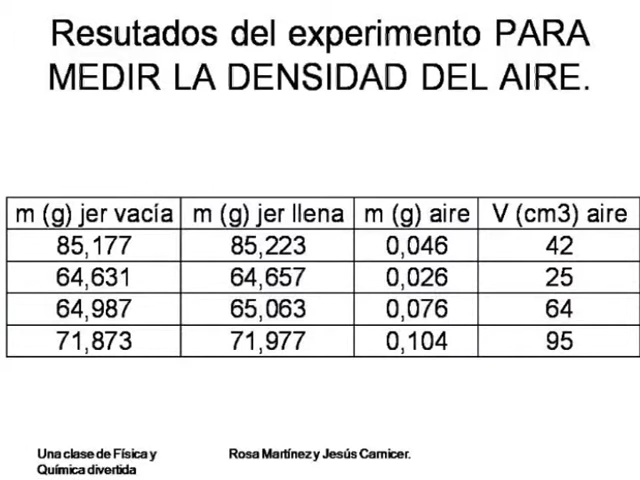 Resutados del experimento PARA
MEDIR LA DENSIDAD DEL AIRE.
m (g) jer vacía m (g) jer llena m (g) aire V (cm3) aire
85,177 85,223 0,046 42
64,631 64,657 0,026 25
64,987 65,063 0,076 64
71,873 71,977 0,104 95
Una clase de Física y
Química divertida
Rosa Martínez y Jesús Carnicer.